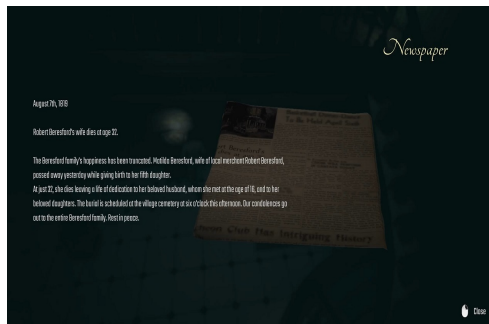 Newspaper
August 7th, 1819
Robert Beresford's wife dies at age 32.
The Beresford family's happiness has been truncated. Matilda Beresford, wife of local merchant Robert Beresford,
passed away yesterday while giving birth to her fifth daughter.
At just 32, she dies leaving a life of dedication to her beloved husband, whom she met at the age of 16, and to her
beloved daughters. The burial is scheduled at the village cemetery at six o'clock this afternoon. Our condolences go
out to the entire Beresford family. Rest in peace.
Close